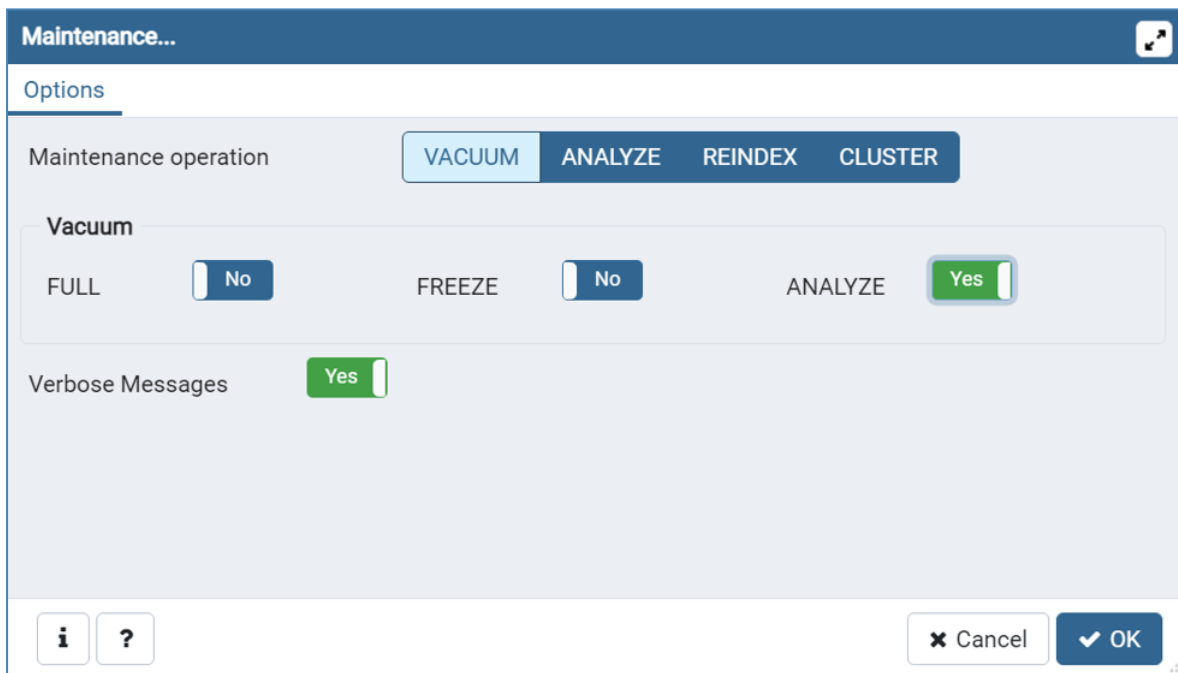 Maintenance...
Options
Maintenance operation VACUUM ANALYZE REINDEX CLUSTER
Vacuum
FULL No FREEZE No ANALYZE Yes
Verbose Messages Yes
i ? Cancel OK